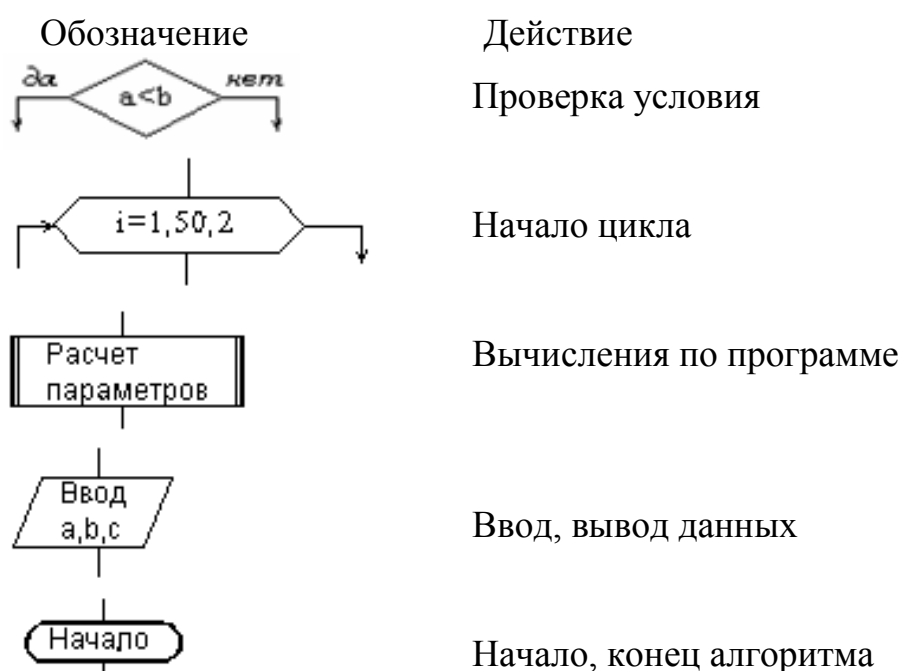 Обозначение Действие
да a<b нет Проверка условия
i=1,50,2 Начало цикла
Расчет
параметров
Вычисления по программе
Ввод
a,b,c
Ввод, вывод данных
Начало
Начало, конец алгоритма